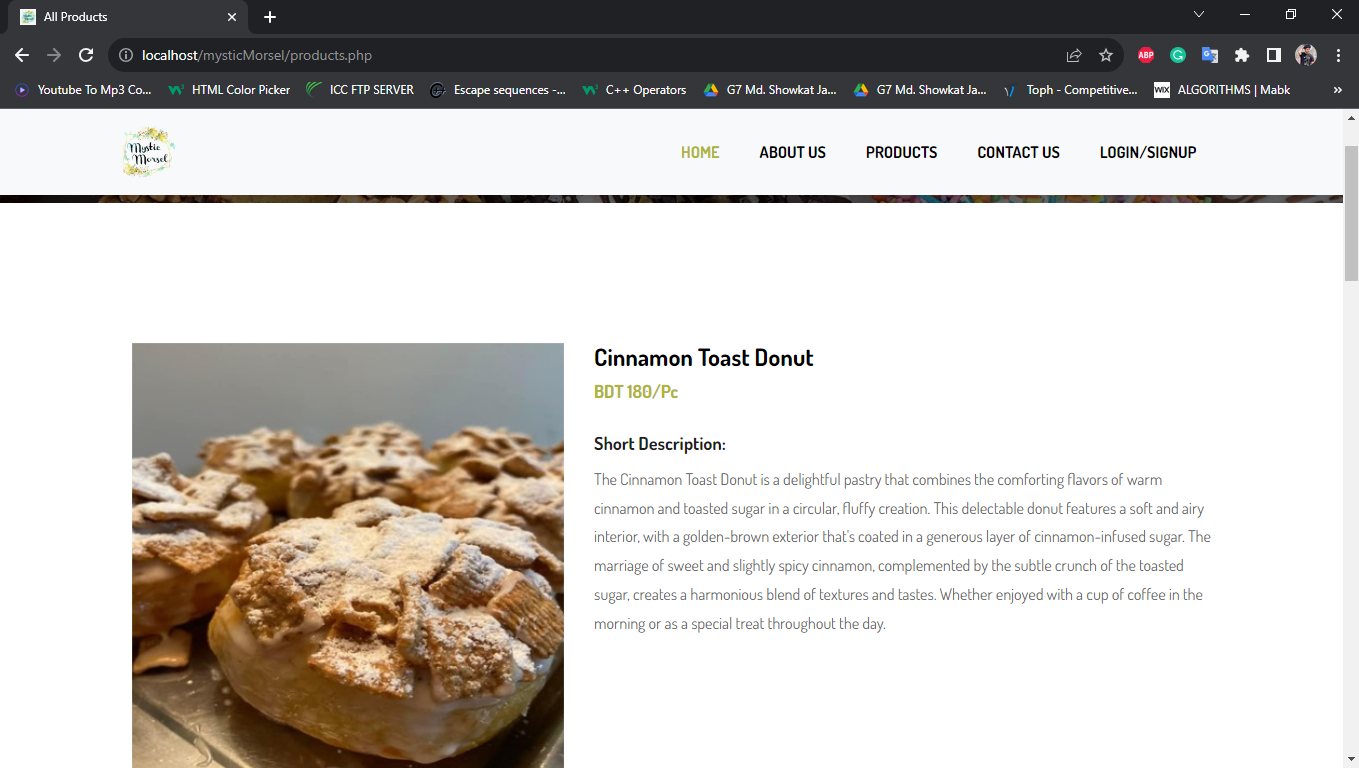 All Products
localhost/mysticMorsel/products.php
ABP
Youtube To Mp3 Co... HTML Color Picker ICC FTP SERVER Escape sequences -... C++ Operators G7 Md. Showkat Ja... G7 Md. Showkat Ja... Toph - Competitive... WIX ALGORITHMS | Mabk »
Mystic
Morsel
HOME ABOUT US PRODUCTS CONTACT US LOGIN/SIGNUP
Cinnamon Toast Donut
BDT 180/Pc
Short Description:
The Cinnamon Toast Donut is a delightful pastry that combines the comforting flavors of warm
cinnamon and toasted sugar in a circular, fluffy creation. This delectable donut features a soft and airy
interior, with a golden-brown exterior that's coated in a generous layer of cinnamon-infused sugar. The
marriage of sweet and slightly spicy cinnamon, complemented by the subtle crunch of the toasted
sugar, creates a harmonious blend of textures and tastes. Whether enjoyed with a cup of coffee in the
morning or as a special treat throughout the day.